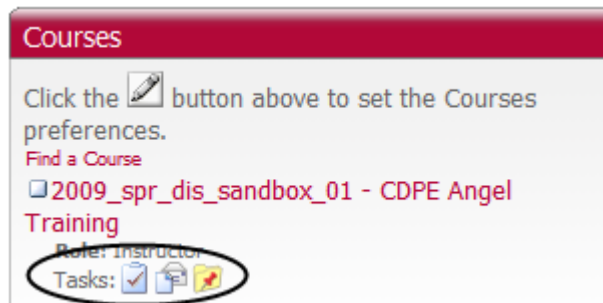 Courses
Click the button above to set the Courses
preferences.
Find a Course
2009_spr_dis_sandbox_01 - CDPE Angel
Training
Role: Instructor
Tasks: